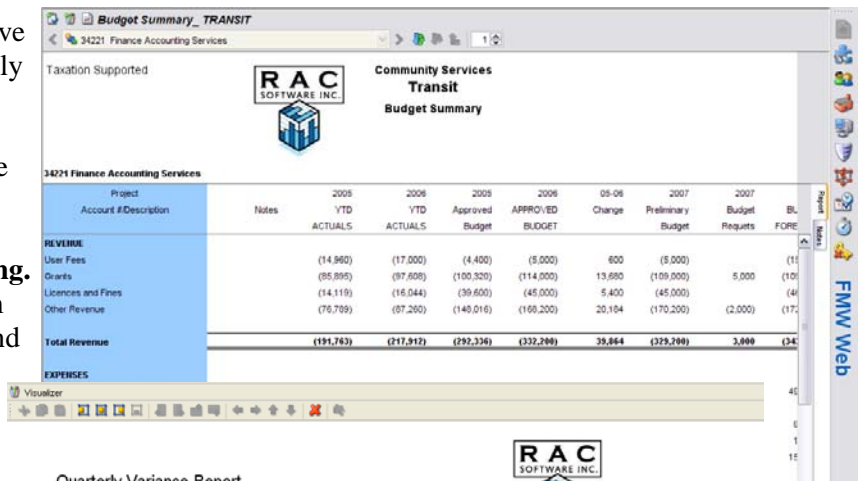 ve
ly
e
ng.
n
nd
Budget Summary_ TRANSIT
34221 Finance Accounting Services
1
Taxation Supported
RAC
SOFTWARE INC.
Community Services
Transit
Budget Summary
34221 Finance Accounting Services
Project 2005 2006 2005 2006 05-06 2007 2007
Account #/Description Notes YTD YTD Approved APPROVED Change Preliminary Budget BU
ACTUALS ACTUALS Budget BUDGET Budget Requets FORE
REVENUE
User Fees (14,960) (17,000) (4,400) (5,000) 600 (5,000)
Grants (85,895) (97,608) (100,320) (114,000) 13,680 (109,000) 5,000
Licences and Fines (14,119) (16,044) (39,600) (45,000) 5,400 (45,000)
Other Revenue (76,789) (87,260) (148,016) (168,200) 20,184 (170,200) (2,000)
Total Revenue (191,763) (217,912) (292,336) (332,200) 39,864 (329,200) 3,000
EXPENSES
Report
Notes
FMW Web
Visualizer
RAC
SOFTWARE INC.
Quarterly Variance Report